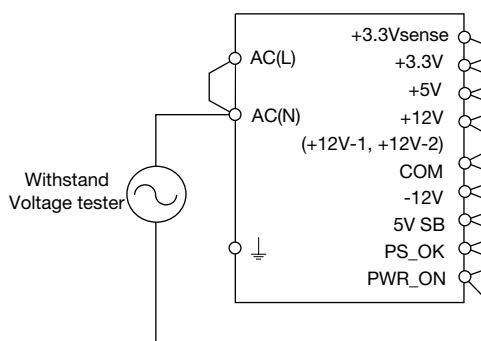 +3.3Vsense
AC(L)
+3.3V
+5V
AC(N)
+12V
(+12V-1, +12V-2)
COM
Withstand
Voltage tester
-12V
5V SB
PS_OK
PWR_ON